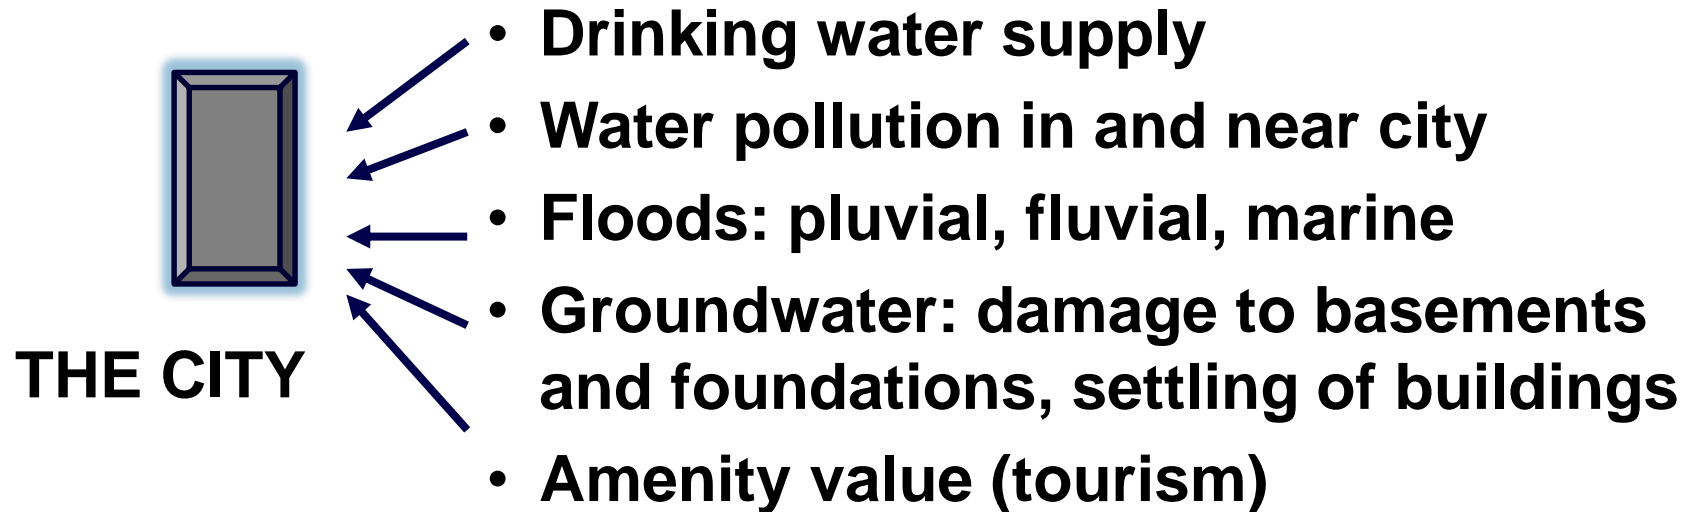 • Drinking water supply
• Water pollution in and near city
• Floods: pluvial, fluvial, marine
• Groundwater: damage to basements
and foundations, settling of buildings
• Amenity value (tourism)
THE CITY